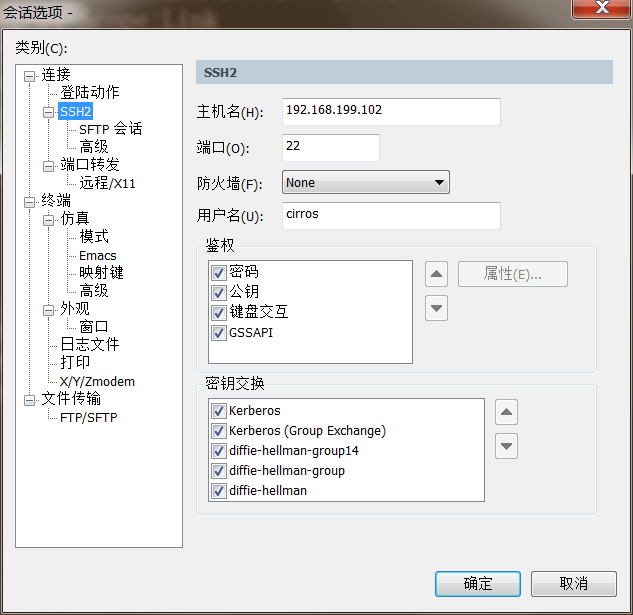 会话选项 -
类别(C):
连接
登陆动作
SSH2
SFTP 会话
高级
端口转发
远程/X11
终端
仿真
模式
Emacs
映射键
高级
外观
窗口
日志文件
打印
X/Y/Zmodem
文件传输
FTP/SFTP
SSH2
主机名(H): 192.168.199.102
端口(O): 22
防火墙(F): None
用户名(U): cirros
鉴权
密码
公钥
键盘交互
GSSAPI
属性(E)...
密钥交换
Kerberos
Kerberos (Group Exchange)
diffie-hellman-group14
diffie-hellman-group
diffie-hellman
确定 取消